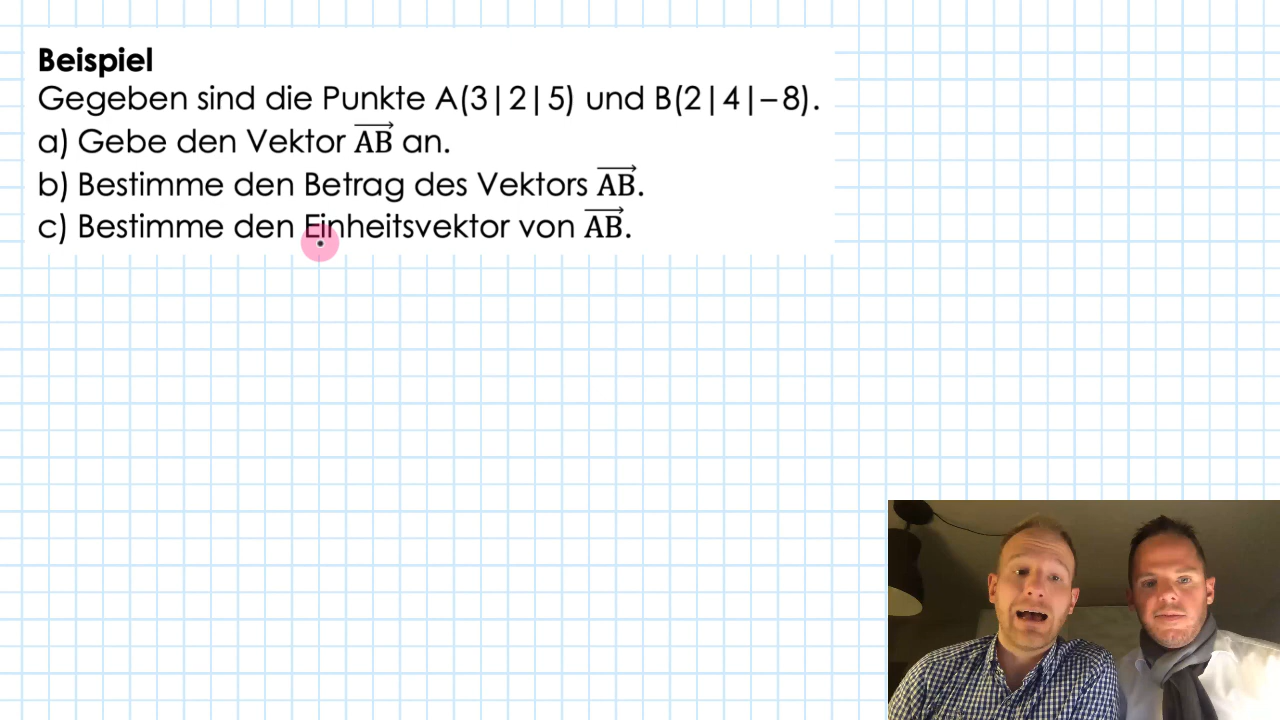 Beispiel
Gegeben sind die Punkte A(3|2|5) und B(2|4|−8).
a) Gebe den Vektor \overrightarrow{AB} an.
b) Bestimme den Betrag des Vektors \overrightarrow{AB}.
c) Bestimme den Einheitsvektor von \overrightarrow{AB}.